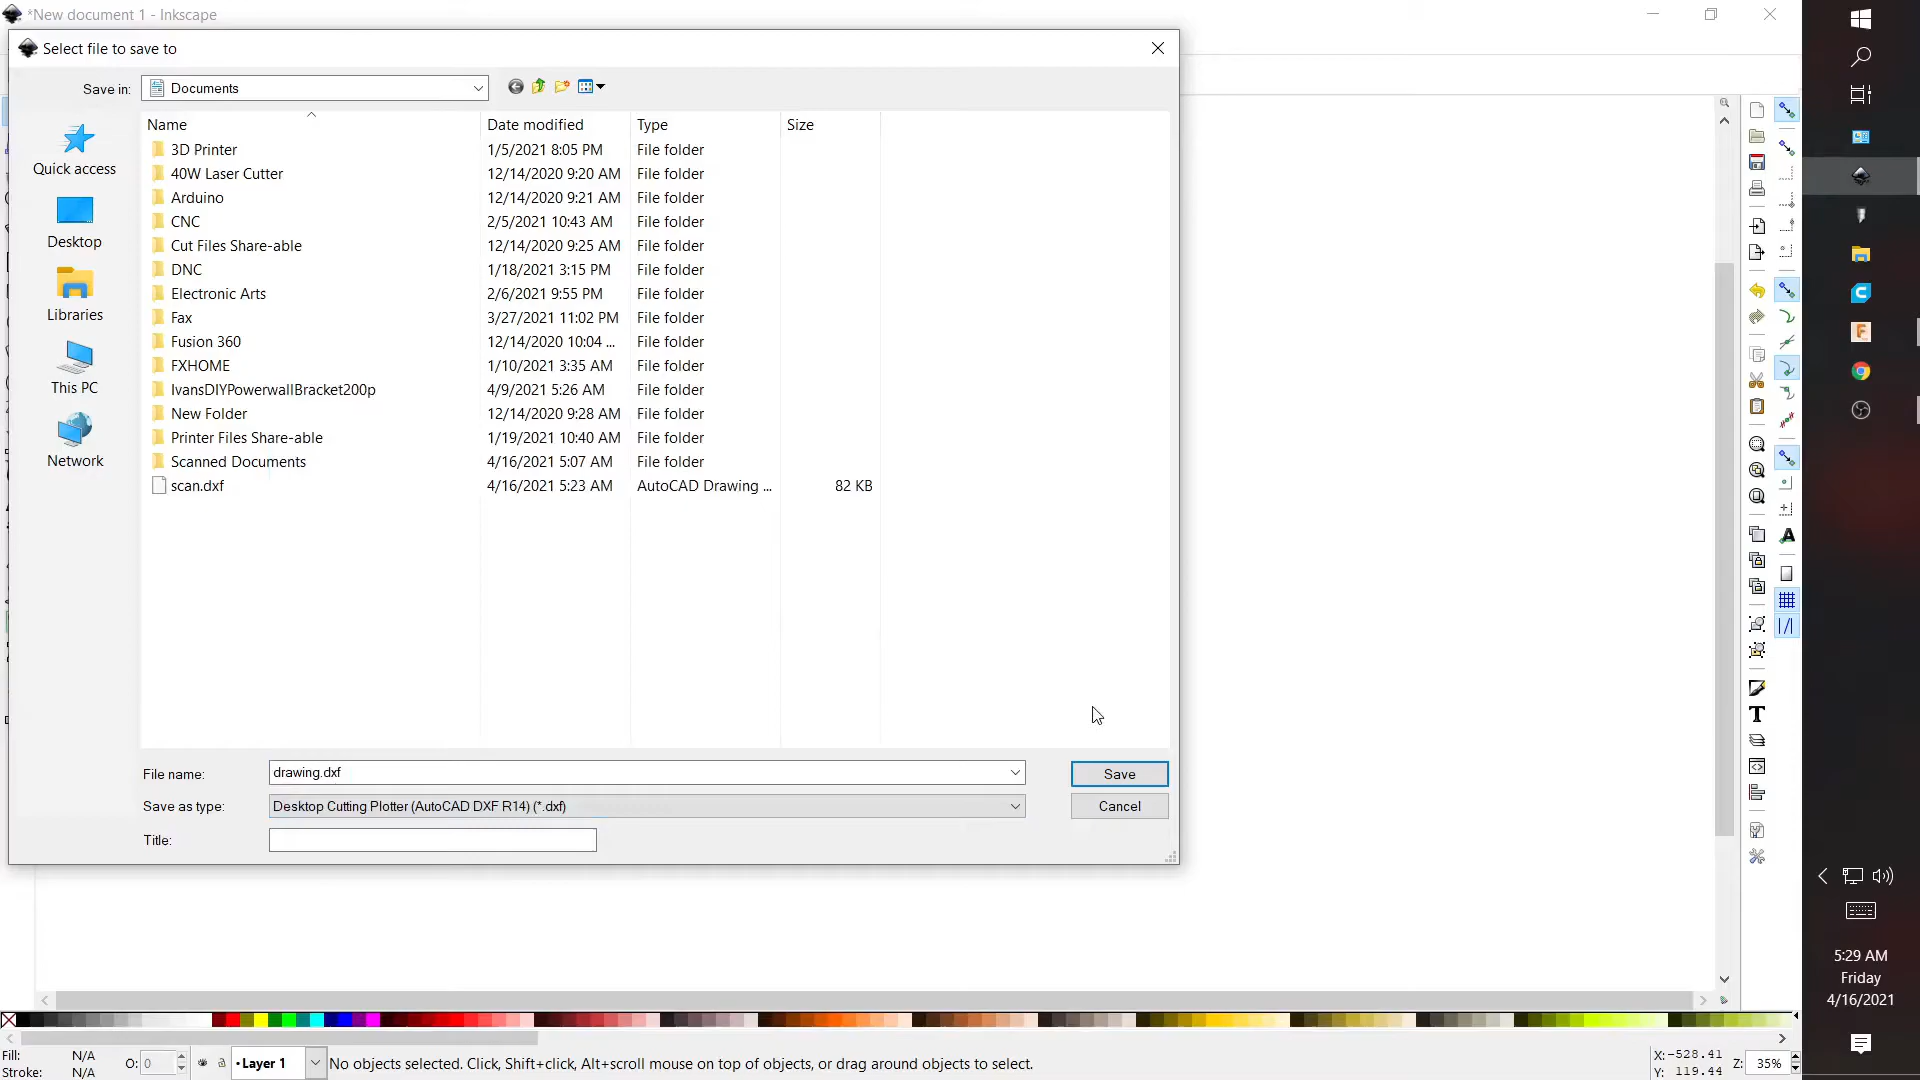 *New document 1 - Inkscape
Select file to save to
Save in: Documents
Name Date modified Type Size
3D Printer 1/5/2021 8:05 PM File folder
40W Laser Cutter 12/14/2020 9:20 AM File folder
Arduino 12/14/2020 9:21 AM File folder
CNC 2/5/2021 10:43 AM File folder
Cut Files Share-able 12/14/2020 9:25 AM File folder
DNC 1/18/2021 3:15 PM File folder
Electronic Arts 2/6/2021 9:55 PM File folder
Fax 3/27/2021 11:02 PM File folder
Fusion 360 12/14/2020 10:04 ... File folder
FXHOME 1/10/2021 3:35 AM File folder
IvansDIYPowerwallBracket200p 4/9/2021 5:26 AM File folder
New Folder 12/14/2020 9:28 AM File folder
Printer Files Share-able 1/19/2021 10:40 AM File folder
Scanned Documents 4/16/2021 5:07 AM File folder
scan.dxf 4/16/2021 5:23 AM AutoCAD Drawing ... 82 KB
Quick access
Desktop
Libraries
This PC
Network
File name: drawing.dxf Save
Save as type: Desktop Cutting Plotter (AutoCAD DXF R14) (*.dxf) Cancel
Title:
5:29 AM
Friday
4/16/2021
Fill: N/A
Stroke: N/A
O: 0
•Layer 1
No objects selected. Click, Shift+click, Alt+scroll mouse on top of objects, or drag around objects to select.
X: -528.41
Y: 119.44
Z: 35%